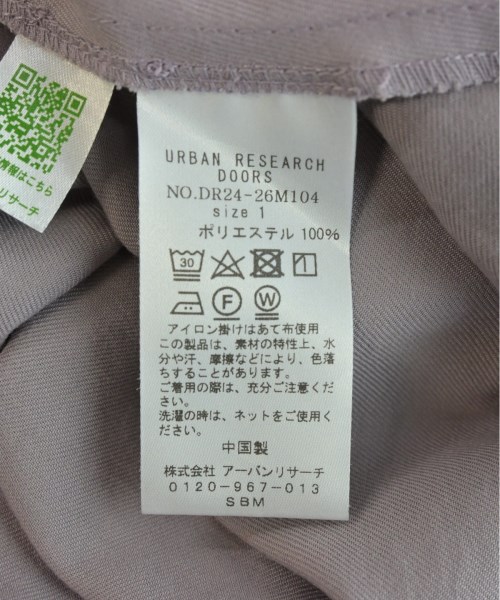 情報はこちら
リサーチ
URBAN RESEARCH
DOORS
NO.DR24-26M104
size 1
ポリエステル 100%
30
F W
アイロン掛けはあて布使用
この製品は、素材の特性上、水
分や汗、摩擦などにより、色落
ちすることがあります。
ご着用の際は、充分ご注意くだ
さい。
洗濯の時は、ネットをご使用く
ださい。
中国製
株式会社 アーバンリサーチ
0120-967-013
SBM